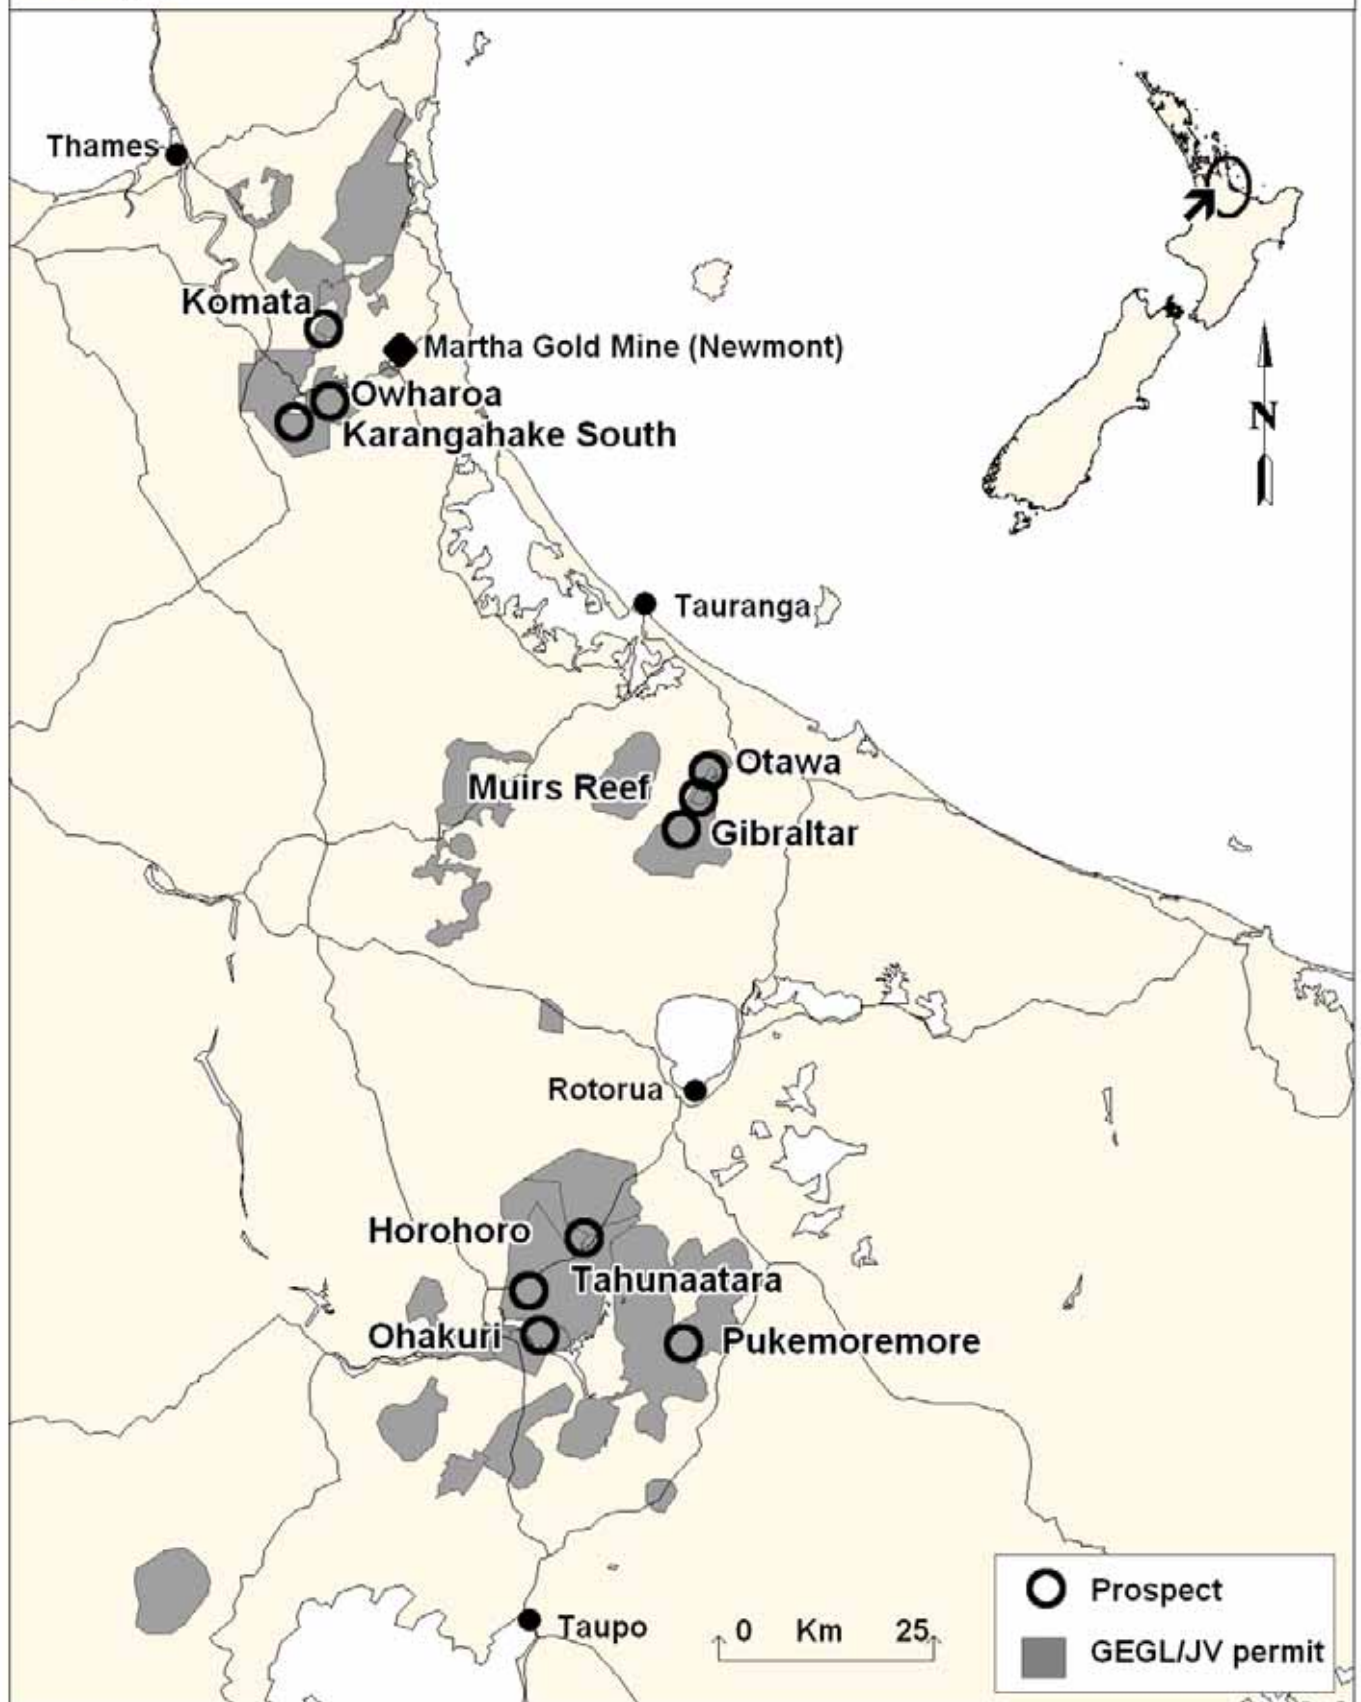 Thames
Komata
Martha Gold Mine (Newmont)
Owharoa
Karangahake South
N
Tauranga
Otawa
Muirs Reef
Gibraltar
Rotorua
Horohoro
Tahunaatara
Ohakuri
Pukemoremore
Taupo
0 Km 25
Prospect
GEGL/JV permit